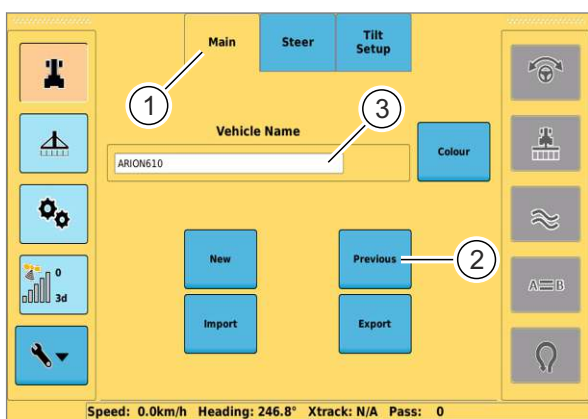 Main
Steer
Tilt
Setup
1
3
Vehicle Name
ARION610
Colour
New
Previous
2
Import
Export
0
3d
A
B
Speed: 0.0km/h Heading: 246.8° Xtrack: N/A Pass: 0